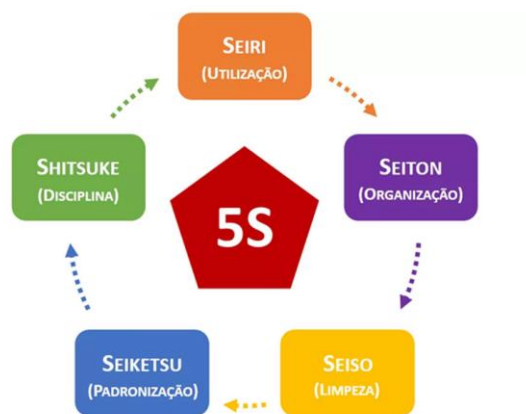 SEIRI
(UTILIZAÇÃO)
SEITON
(ORGANIZAÇÃO)
SEISO
(LIMPEZA)
SEIKETSU
(PADRONIZAÇÃO)
SHITSUKE
(DISCIPLINA)
5S